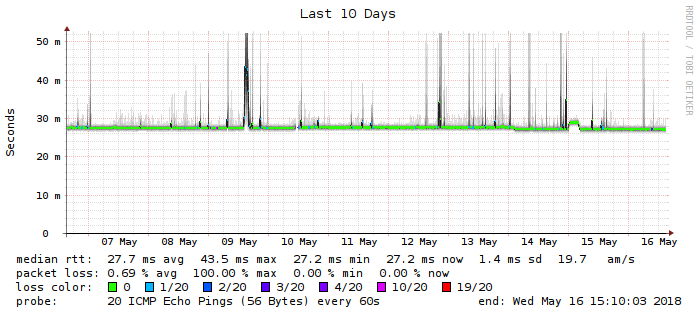 Last 10 Days
RRDTOOL / TOBI OETIKER
Seconds
50 m
40 m
30 m
20 m
10 m
0
07 May 08 May 09 May 10 May 11 May 12 May 13 May 14 May 15 May 16 May
median rtt: 27.7 ms avg 43.5 ms max 27.2 ms min 27.2 ms now 1.4 ms sd 19.7 am/s
packet loss: 0.69 % avg 100.00 % max 0.00 % min 0.00 % now
loss color: 0 1/20 2/20 3/20 4/20 10/20 19/20
probe: 20 ICMP Echo Pings (56 Bytes) every 60s end: Wed May 16 15:10:03 2018